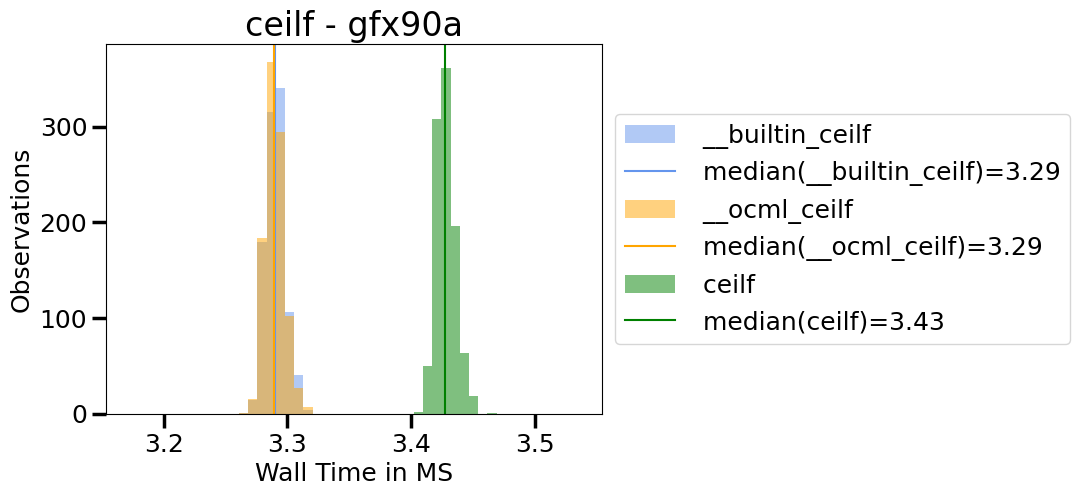 ceilf - gfx90a
Observations
300
200
100
0
3.2 3.3 3.4 3.5
Wall Time in MS
__builtin_ceilf
median(__builtin_ceilf)=3.29
__ocml_ceilf
median(__ocml_ceilf)=3.29
ceilf
median(ceilf)=3.43